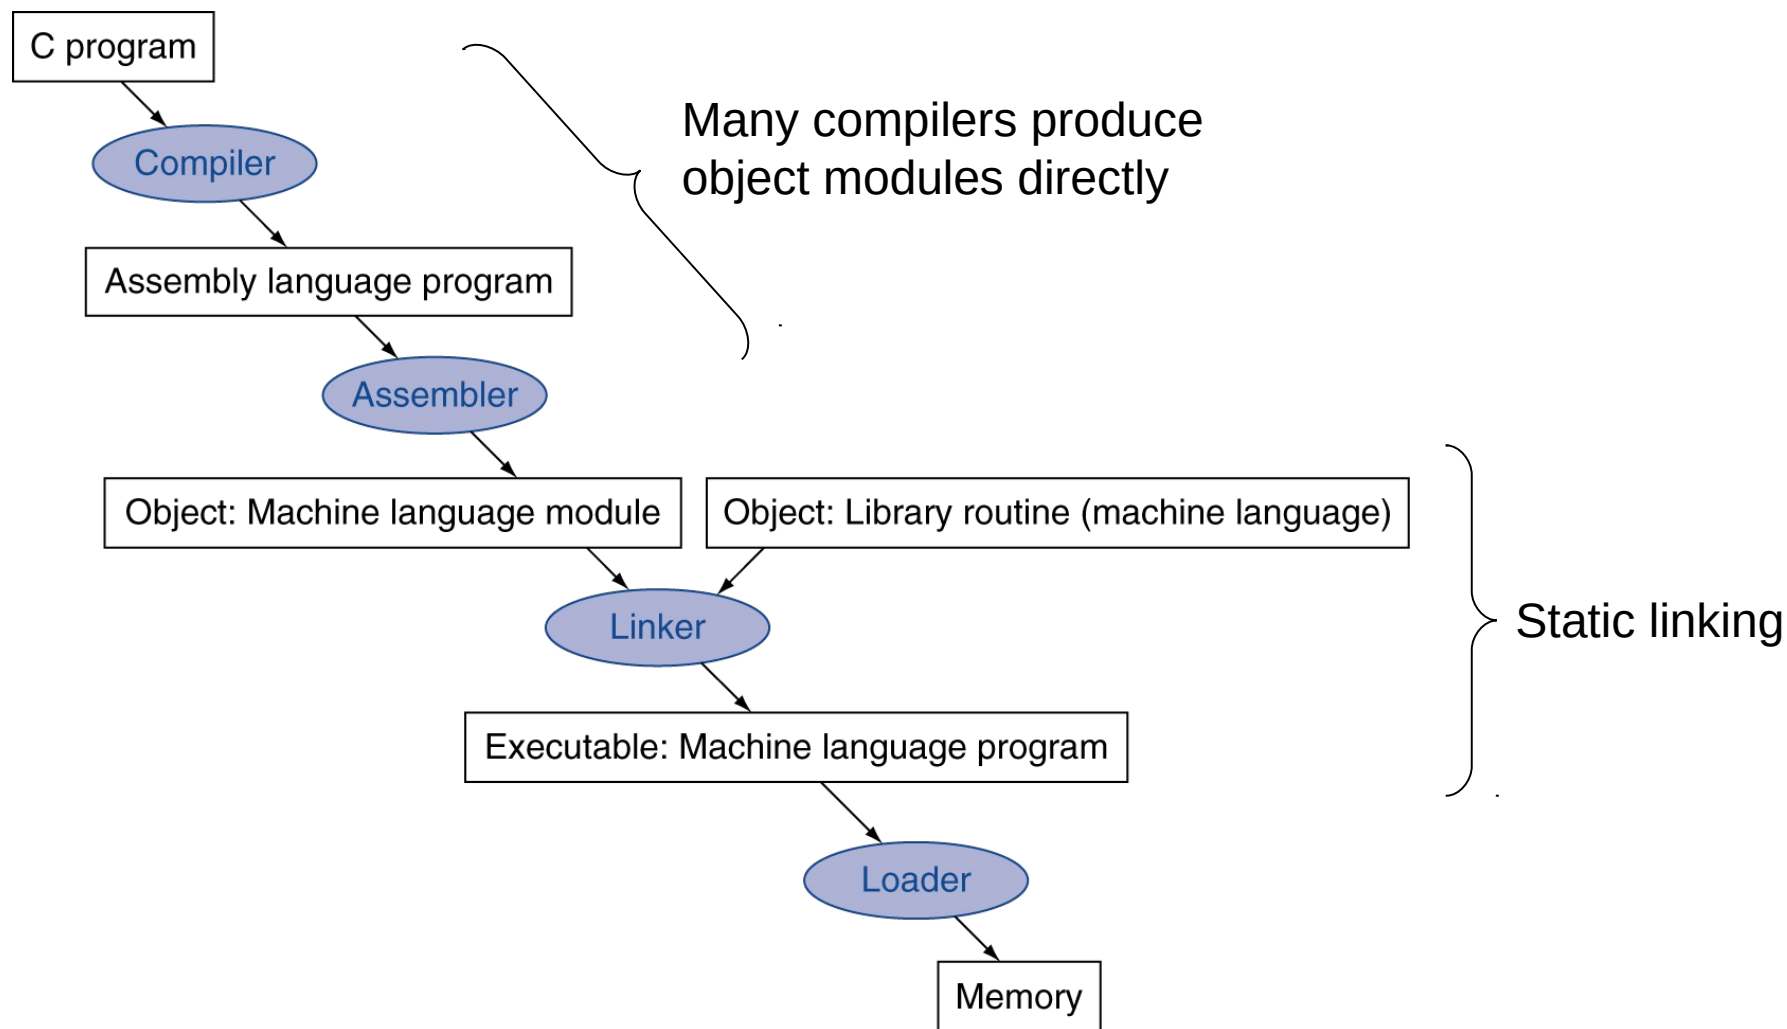 C program
Many compilers produce
object modules directly
Compiler
Assembly language program
Assembler
Object: Machine language module
Object: Library routine (machine language)
Linker
Static linking
Executable: Machine language program
Loader
Memory